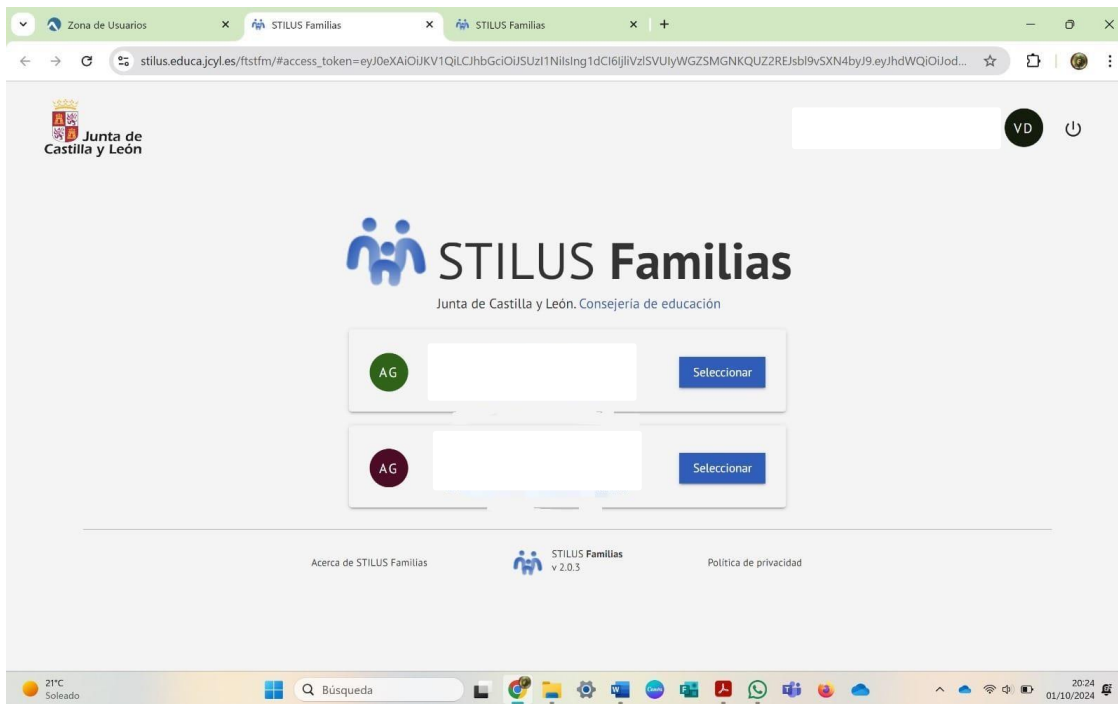 Zona de Usuarios
STILUS Familias
STILUS Familias
stilus.educa.jcyl.es/ftstfm/#access_token=
Junta de
Castilla y León
VD
STILUS Familias
Junta de Castilla y León. Consejería de educación
AG
Seleccionar
AG
Seleccionar
Acerca de STILUS Familias
STILUS Familias
v 2.0.3
Política de privacidad
21°C
Soleado
Búsqueda
20:24
01/10/2024